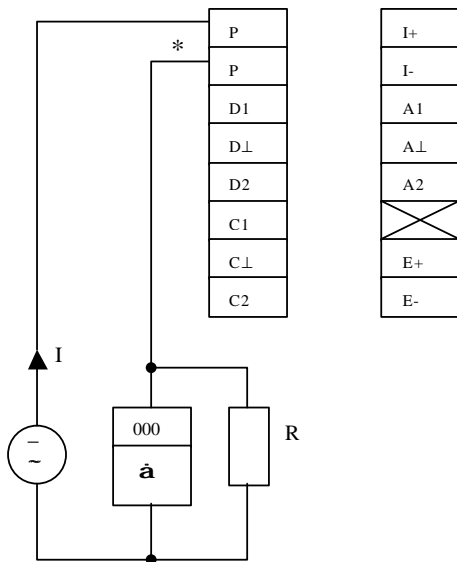 P
I+
*
P
I-
D1
A1
D⊥
A⊥
D2
A2
C1
C⊥
E+
C2
E-
I
000
R
–
~
ȧ